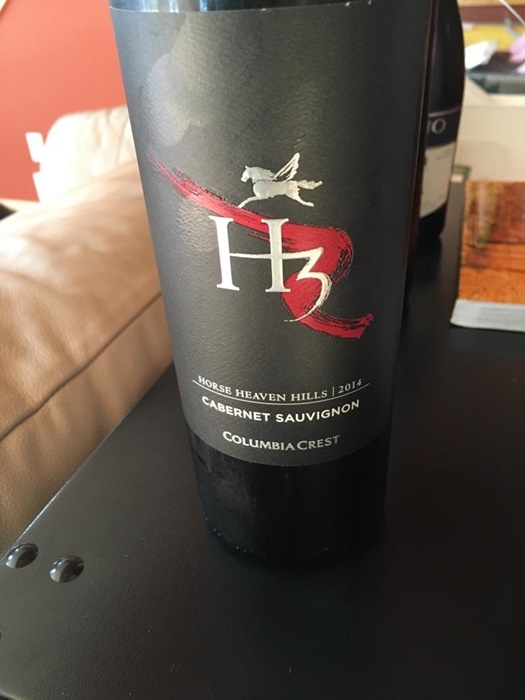 H3
HORSE HEAVEN HILLS | 2014
CABERNET SAUVIGNON
COLUMBIA CREST